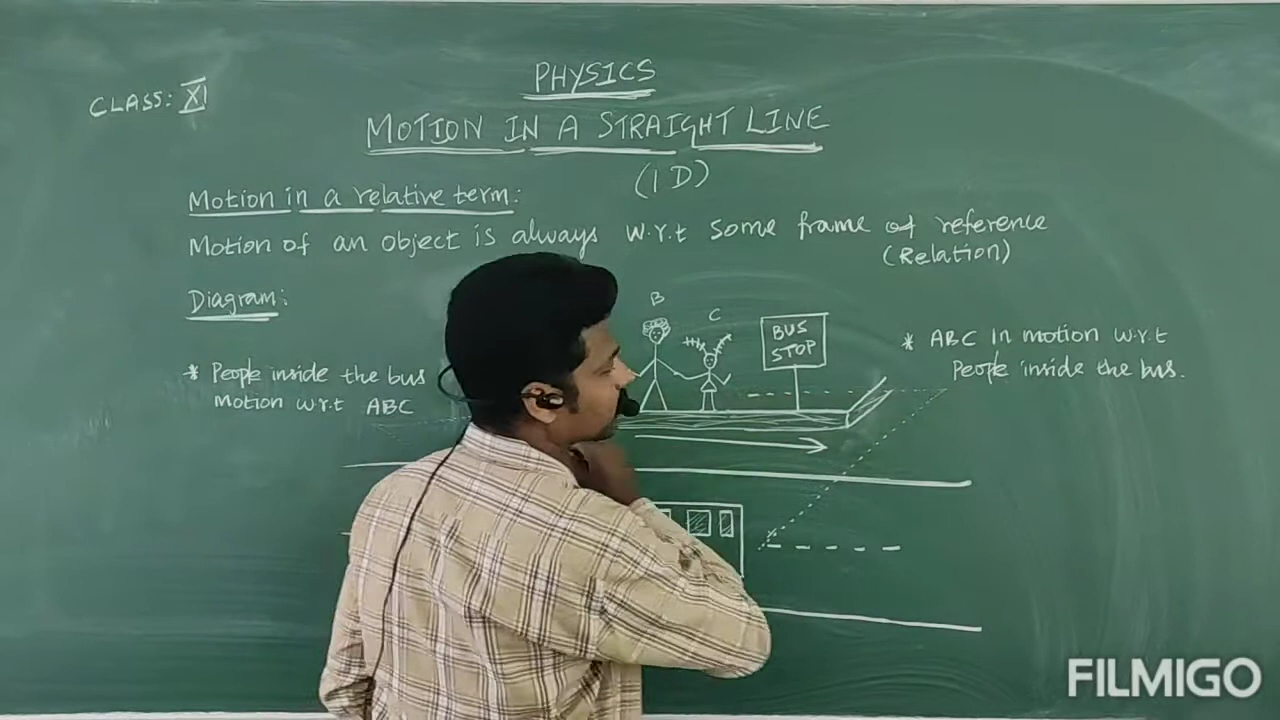 PHYSICS
CLASS: XI
MOTION IN A STRAIGHT LINE
(1D)
Motion in a relative term:
Motion of an object is always w.r.t some frame of reference
(Relation)
Diagram:
B
C
BUS
STOP
* People inside the bus
Motion w.r.t ABC
* ABC In motion w.r.t
People inside the bus.
FILMIGO